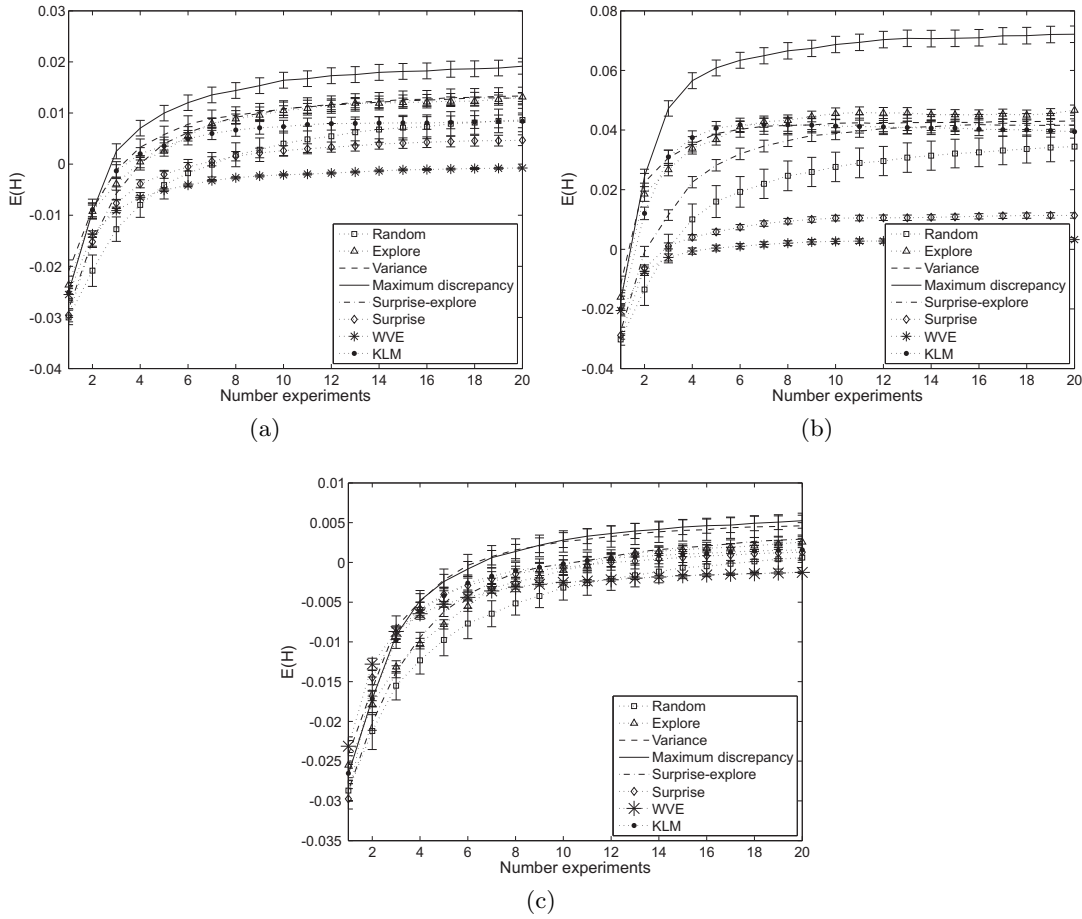 0.03
0.02
0.01
0
-0.01
-0.02
-0.03
-0.04
E(H)
2 4 6 8 10 12 14 16 18 20
Number experiments
Random
Explore
Variance
Maximum discrepancy
Surprise-explore
Surprise
WVE
KLM
(a)
0.08
0.06
0.04
0.02
0
-0.02
-0.04
E(H)
2 4 6 8 10 12 14 16 18 20
Number experiments
Random
Explore
Variance
Maximum discrepancy
Surprise-explore
Surprise
WVE
KLM
(b)
0.01
0.005
0
-0.005
-0.01
-0.015
-0.02
-0.025
-0.03
-0.035
E(H)
2 4 6 8 10 12 14 16 18 20
Number experiments
Random
Explore
Variance
Maximum discrepancy
Surprise-explore
Surprise
WVE
KLM
(c)